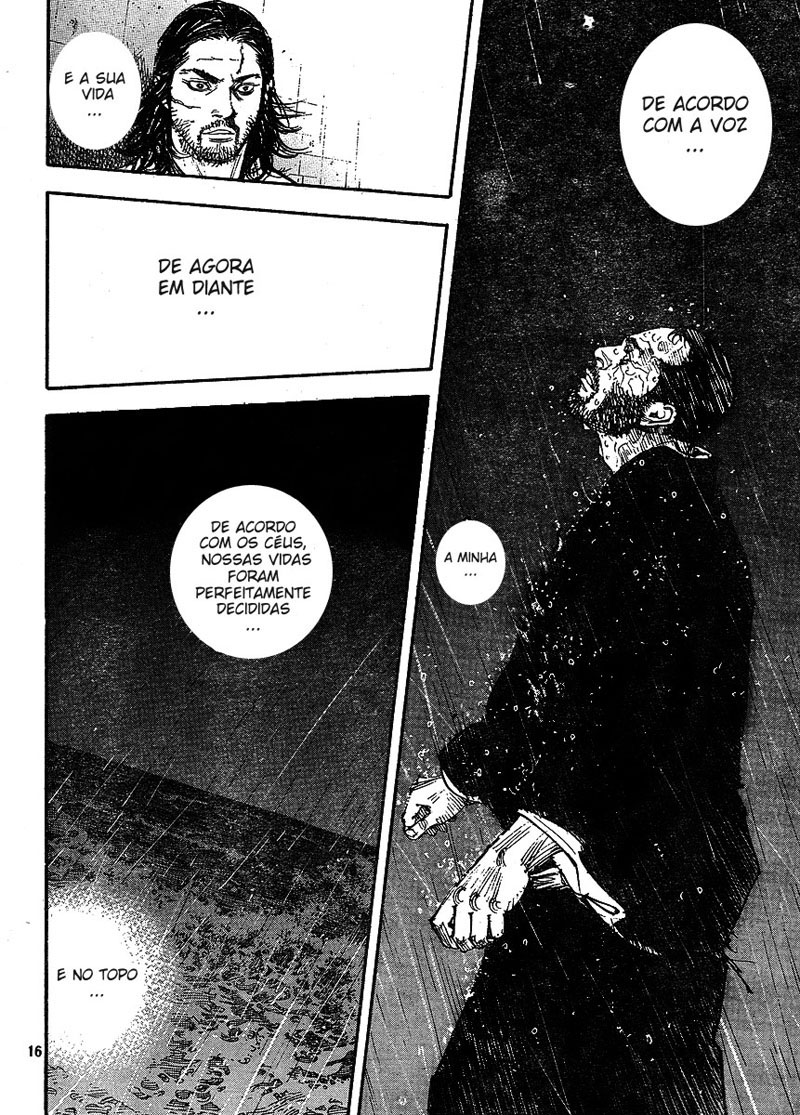 DE ACORDO
COM A VOZ
...
A MINHA
...
E A SUA
VIDA
...
DE AGORA
EM DIANTE
...
DE ACORDO
COM OS CÉUS,
NOSSAS VIDAS
FORAM
PERFEITAMENTE
DECIDIDAS
...
E NO TOPO
...
16